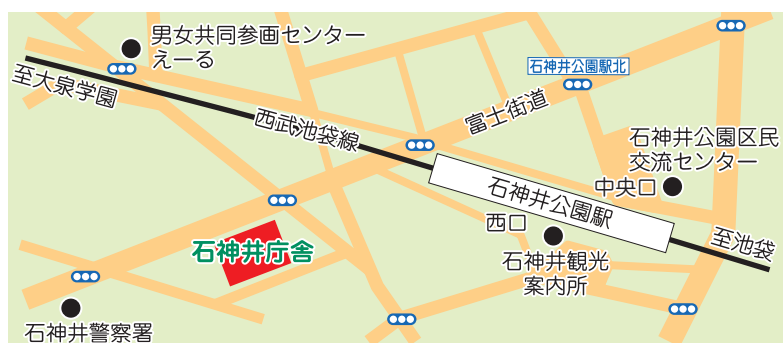 男女共同参画センター
えーる
至大泉学園
西武池袋線
富士街道
石神井公園駅北
石神井公園区民
交流センター
中央口
石神井公園駅
西口
至池袋
石神井観光
案内所
石神井庁舎
石神井警察署